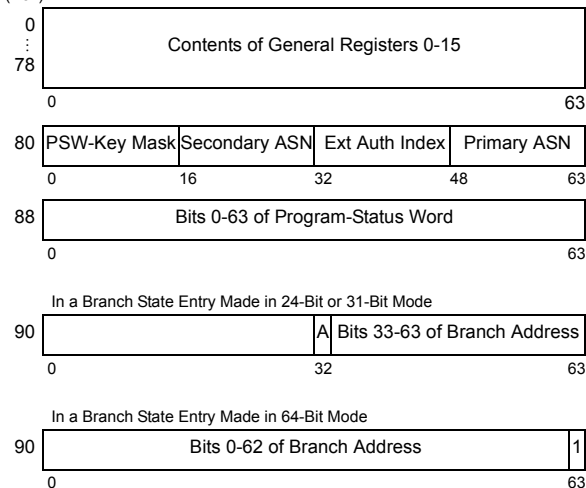 0
⋮
78
Contents of General Registers 0-15
0 63
80 PSW-Key Mask Secondary ASN Ext Auth Index Primary ASN
0 16 32 48 63
88 Bits 0-63 of Program-Status Word
0 63
In a Branch State Entry Made in 24-Bit or 31-Bit Mode
90 A Bits 33-63 of Branch Address
0 32 63
In a Branch State Entry Made in 64-Bit Mode
90 Bits 0-62 of Branch Address 1
0 63